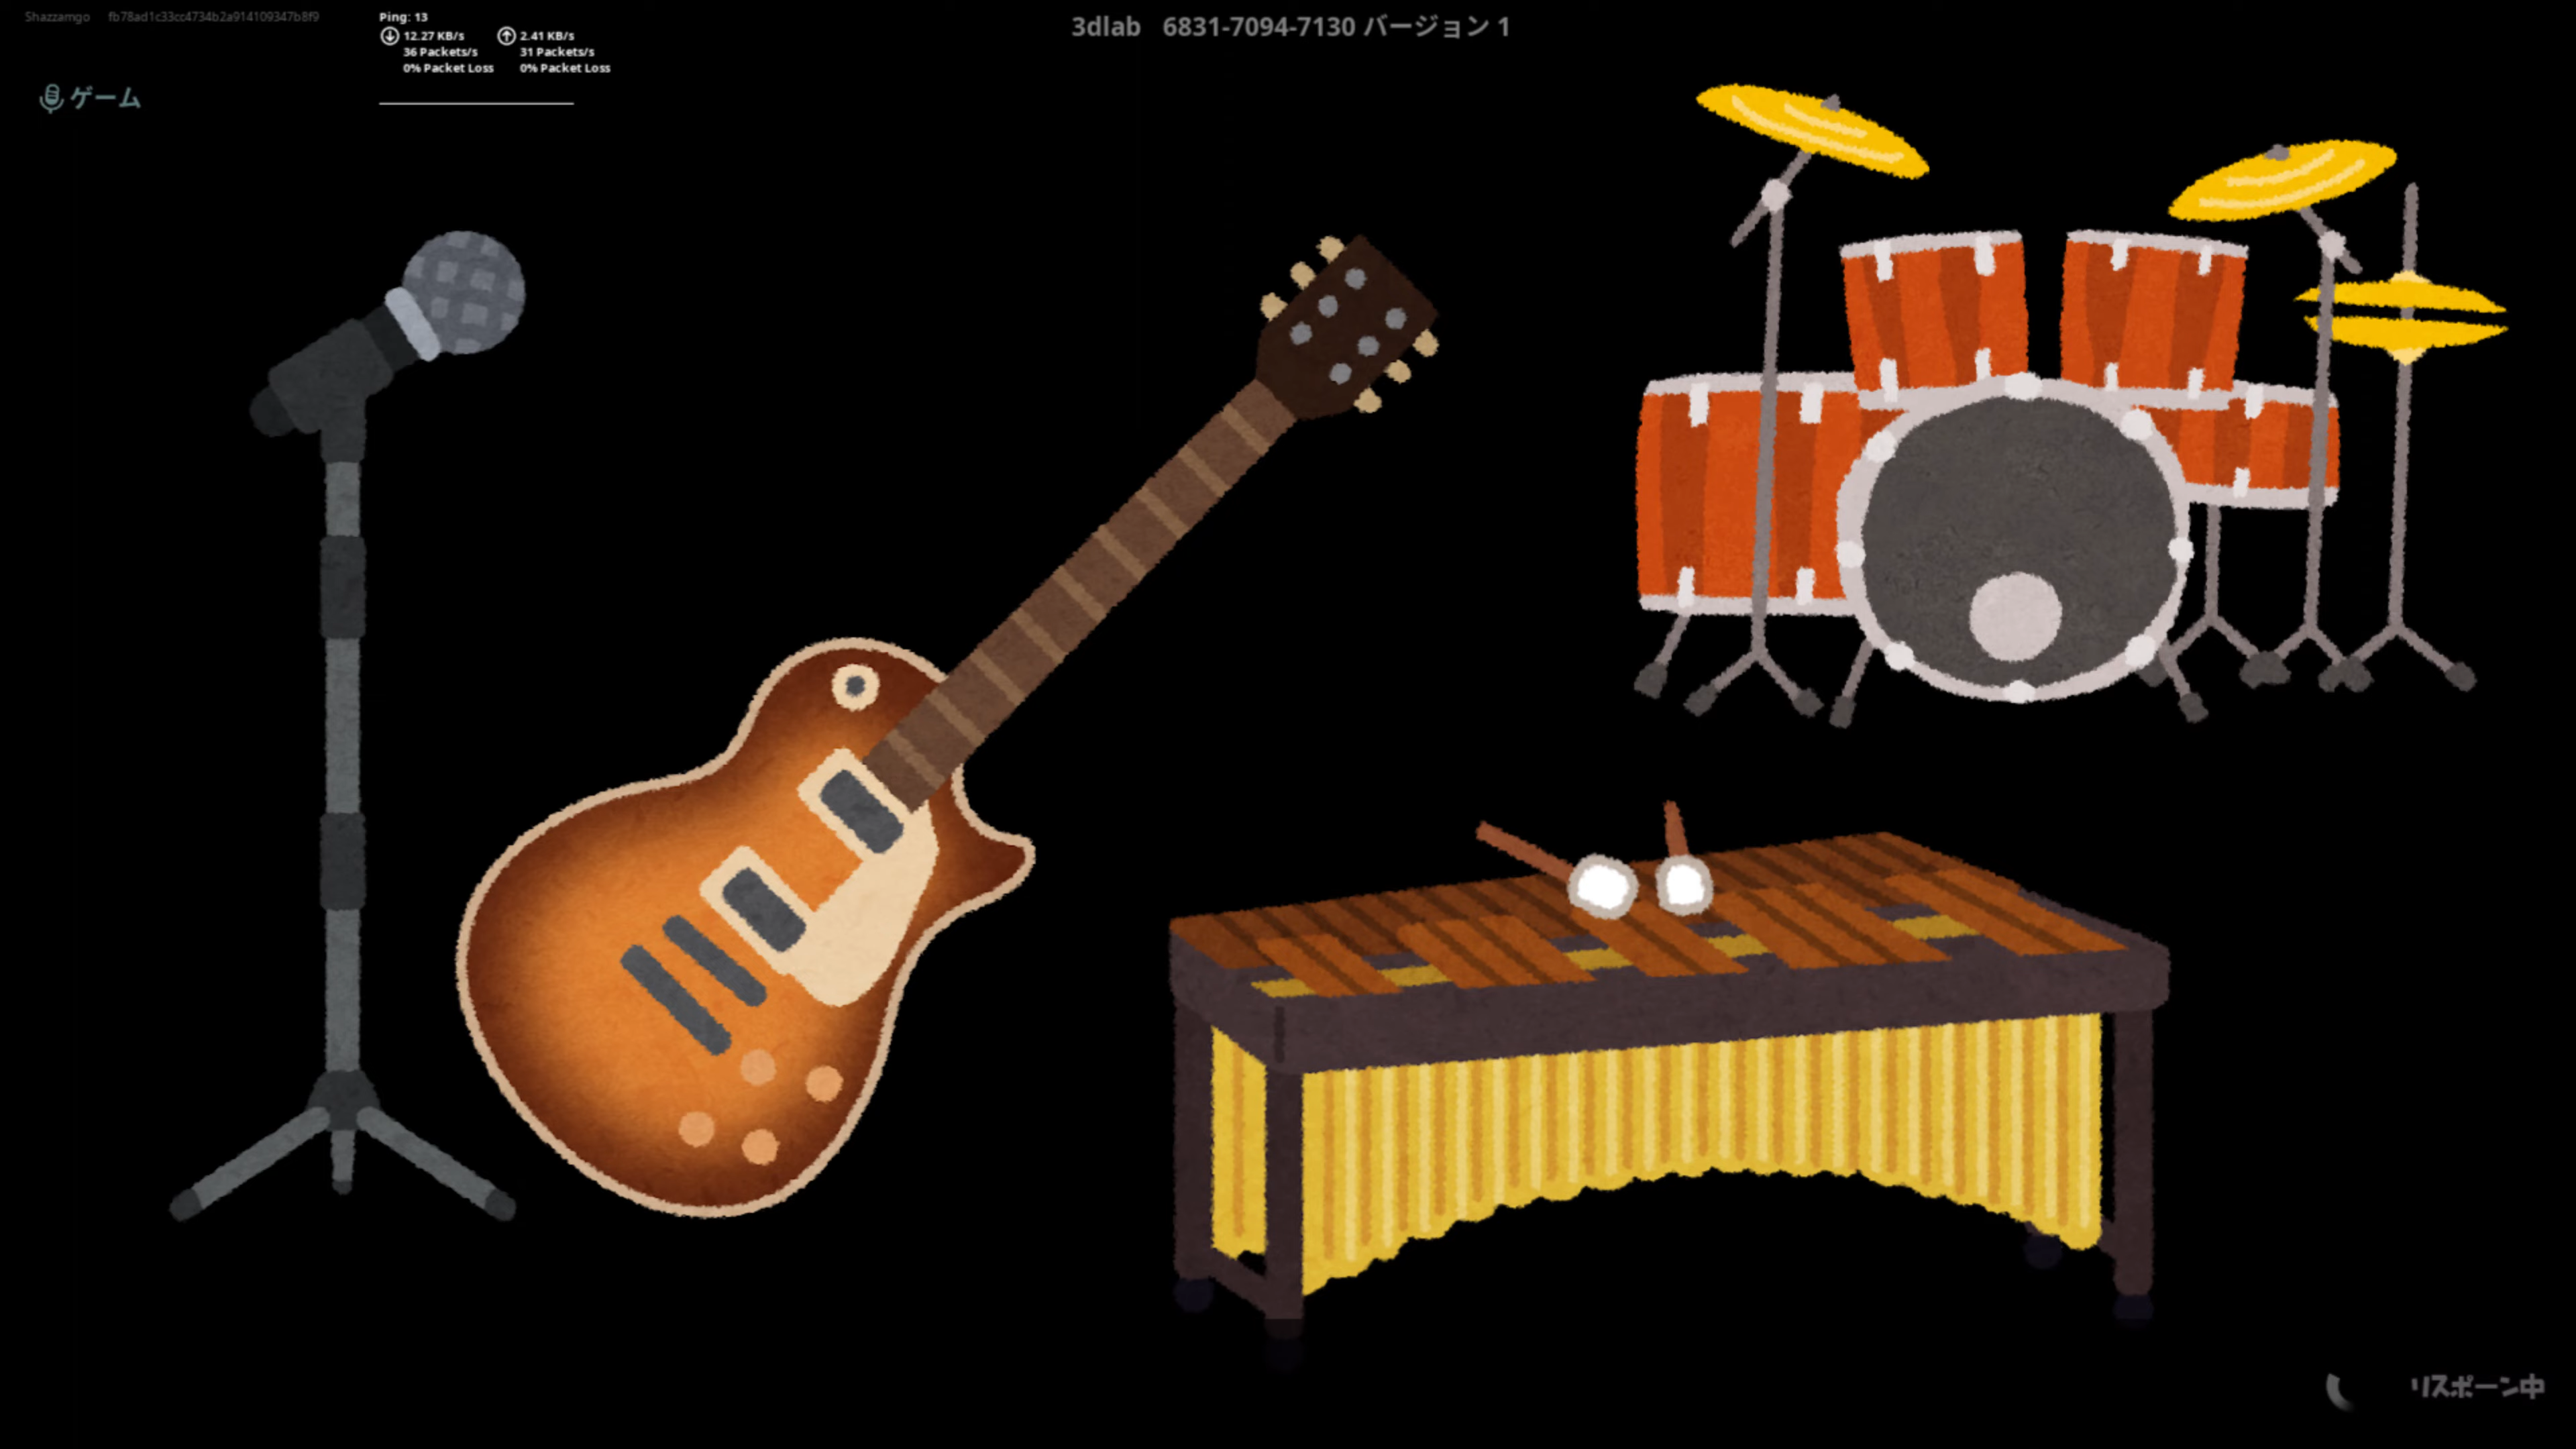 Shazzamgo fb78ad1c33cc4734b2a914109347b8f9
Ping: 13
12.27 KB/s 2.41 KB/s
36 Packets/s 31 Packets/s
0% Packet Loss 0% Packet Loss
3dlab 6831-7094-7130 バージョン 1
ゲーム
リスポーン中